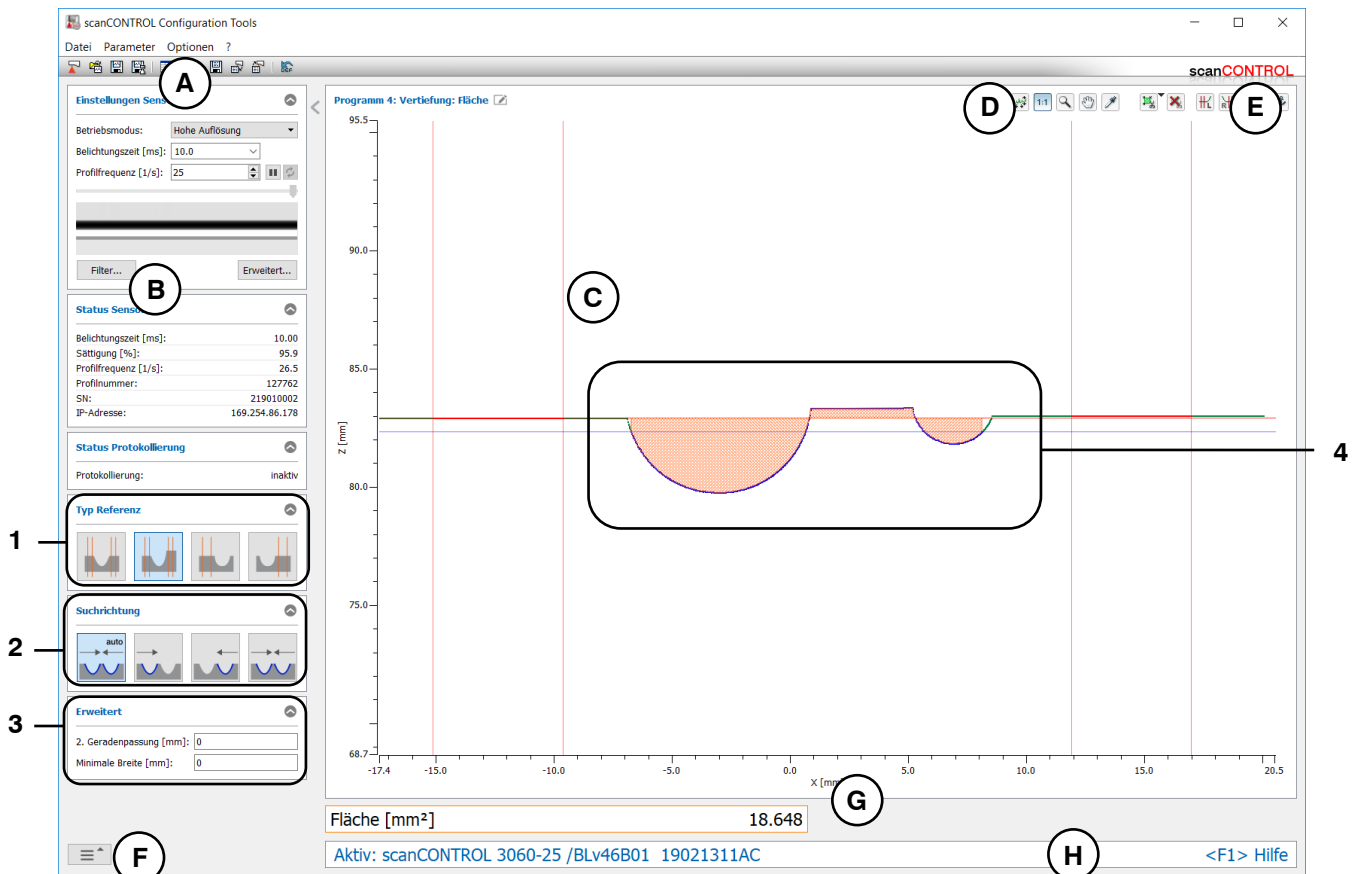 scanCONTROL Configuration Tools
Datei Parameter Optionen ?
scanCONTROL
A
Einstellungen
Betriebsmodus: Hohe Auflösung
Belichtungszeit [ms]: 10.0
Profilfrequenz [1/s]: 25
Filter... Erweitert...
B
Status
Belichtungszeit [ms]: 10.00
Sättigung [%]: 95.9
Profilfrequenz [1/s]: 26.5
Profilnummer: 127762
SN: 219010002
IP-Adresse: 169.254.86.178
Status Protokollierung
Protokollierung: inaktiv
1
Typ Referenz
2
Suchrichtung
auto
3
Erweitert
2. Geradenpassung [mm]: 0
Minimale Breite [mm]: 0
F
Programm 4: Vertiefung: Fläche
D
1:1
E
C
4
95.5
90.0
85.0
Z [mm]
80.0
75.0
68.7
-17.4 -15.0 -10.0 -5.0 0.0 5.0 10.0 15.0 20.5
X
G
Fläche [mm²] 18.648
Aktiv: scanCONTROL 3060-25 /BLv46B01 19021311AC
H
<F1> Hilfe